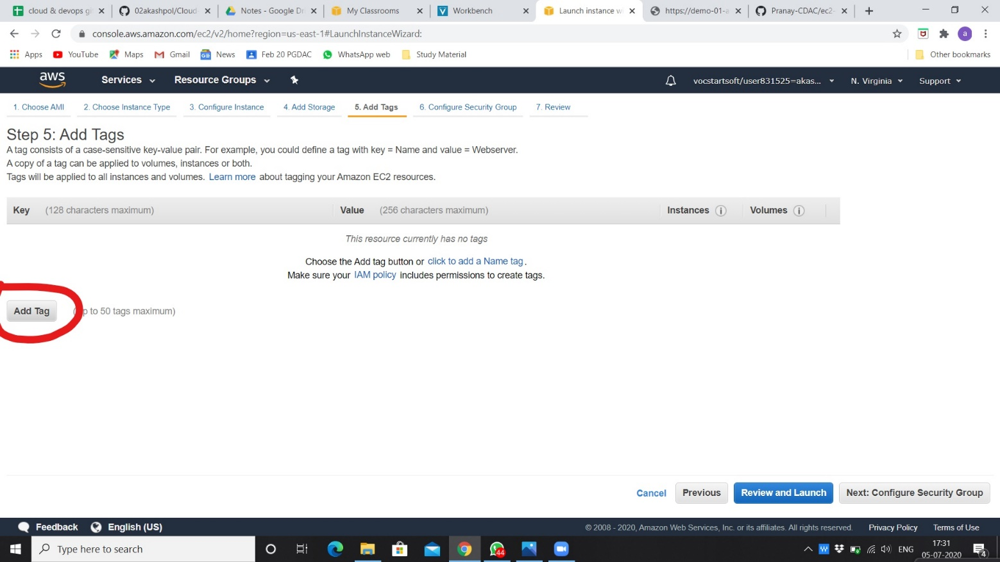 cloud & devops gi
02akashpol/Cloud
Notes - Google Dr
My Classrooms
Workbench
Launch instance w
https://demo-01-a
Pranay-CDAC/ec2-
console.aws.amazon.com/ec2/v2/home?region=us-east-1#LaunchInstanceWizard:
a
Apps YouTube Maps Gmail News Feb 20 PGDAC WhatsApp web Study Material Other bookmarks
aws Services Resource Groups vocstartsoft/user831525=akas... N. Virginia Support
1. Choose AMI 2. Choose Instance Type 3. Configure Instance 4. Add Storage 5. Add Tags 6. Configure Security Group 7. Review
Step 5: Add Tags
A tag consists of a case-sensitive key-value pair. For example, you could define a tag with key = Name and value = Webserver.
A copy of a tag can be applied to volumes, instances or both.
Tags will be applied to all instances and volumes. Learn more about tagging your Amazon EC2 resources.
Key (128 characters maximum) Value (256 characters maximum) Instances i Volumes i
This resource currently has no tags
Choose the Add tag button or click to add a Name tag.
Make sure your IAM policy includes permissions to create tags.
Add Tag (Up to 50 tags maximum)
Cancel Previous Review and Launch Next: Configure Security Group
Feedback English (US) © 2008 - 2020, Amazon Web Services, Inc. or its affiliates. All rights reserved. Privacy Policy Terms of Use
Type here to search
44
ENG
17:31
05-07-2020
4